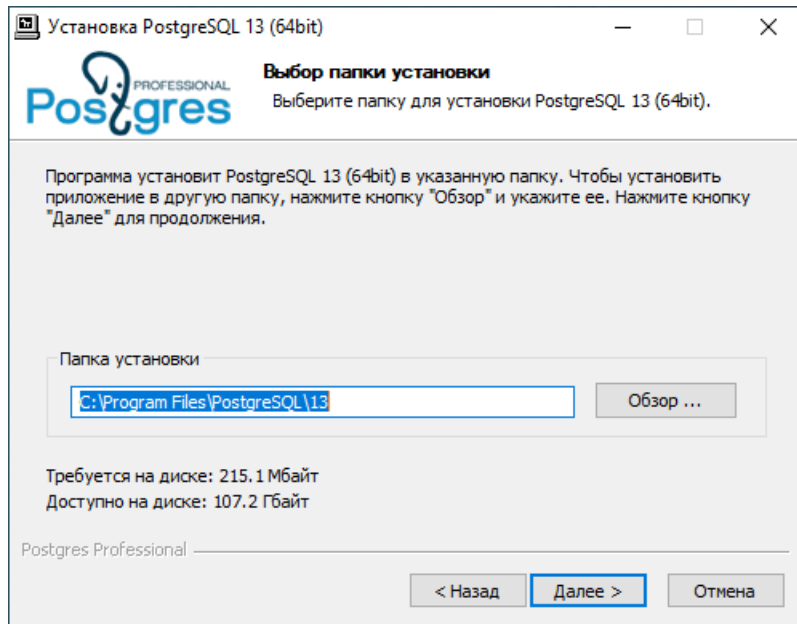 Установка PostgreSQL 13 (64bit)
PROFESSIONAL
Postgres
Выбор папки установки
Выберите папку для установки PostgreSQL 13 (64bit).
Программа установит PostgreSQL 13 (64bit) в указанную папку. Чтобы установить
приложение в другую папку, нажмите кнопку "Обзор" и укажите ее. Нажмите кнопку
"Далее" для продолжения.
Папка установки
C:\Program Files\PostgreSQL\13
Обзор ...
Требуется на диске: 215.1 Мбайт
Доступно на диске: 107.2 Гбайт
Postgres Professional
< Назад
Далее >
Отмена